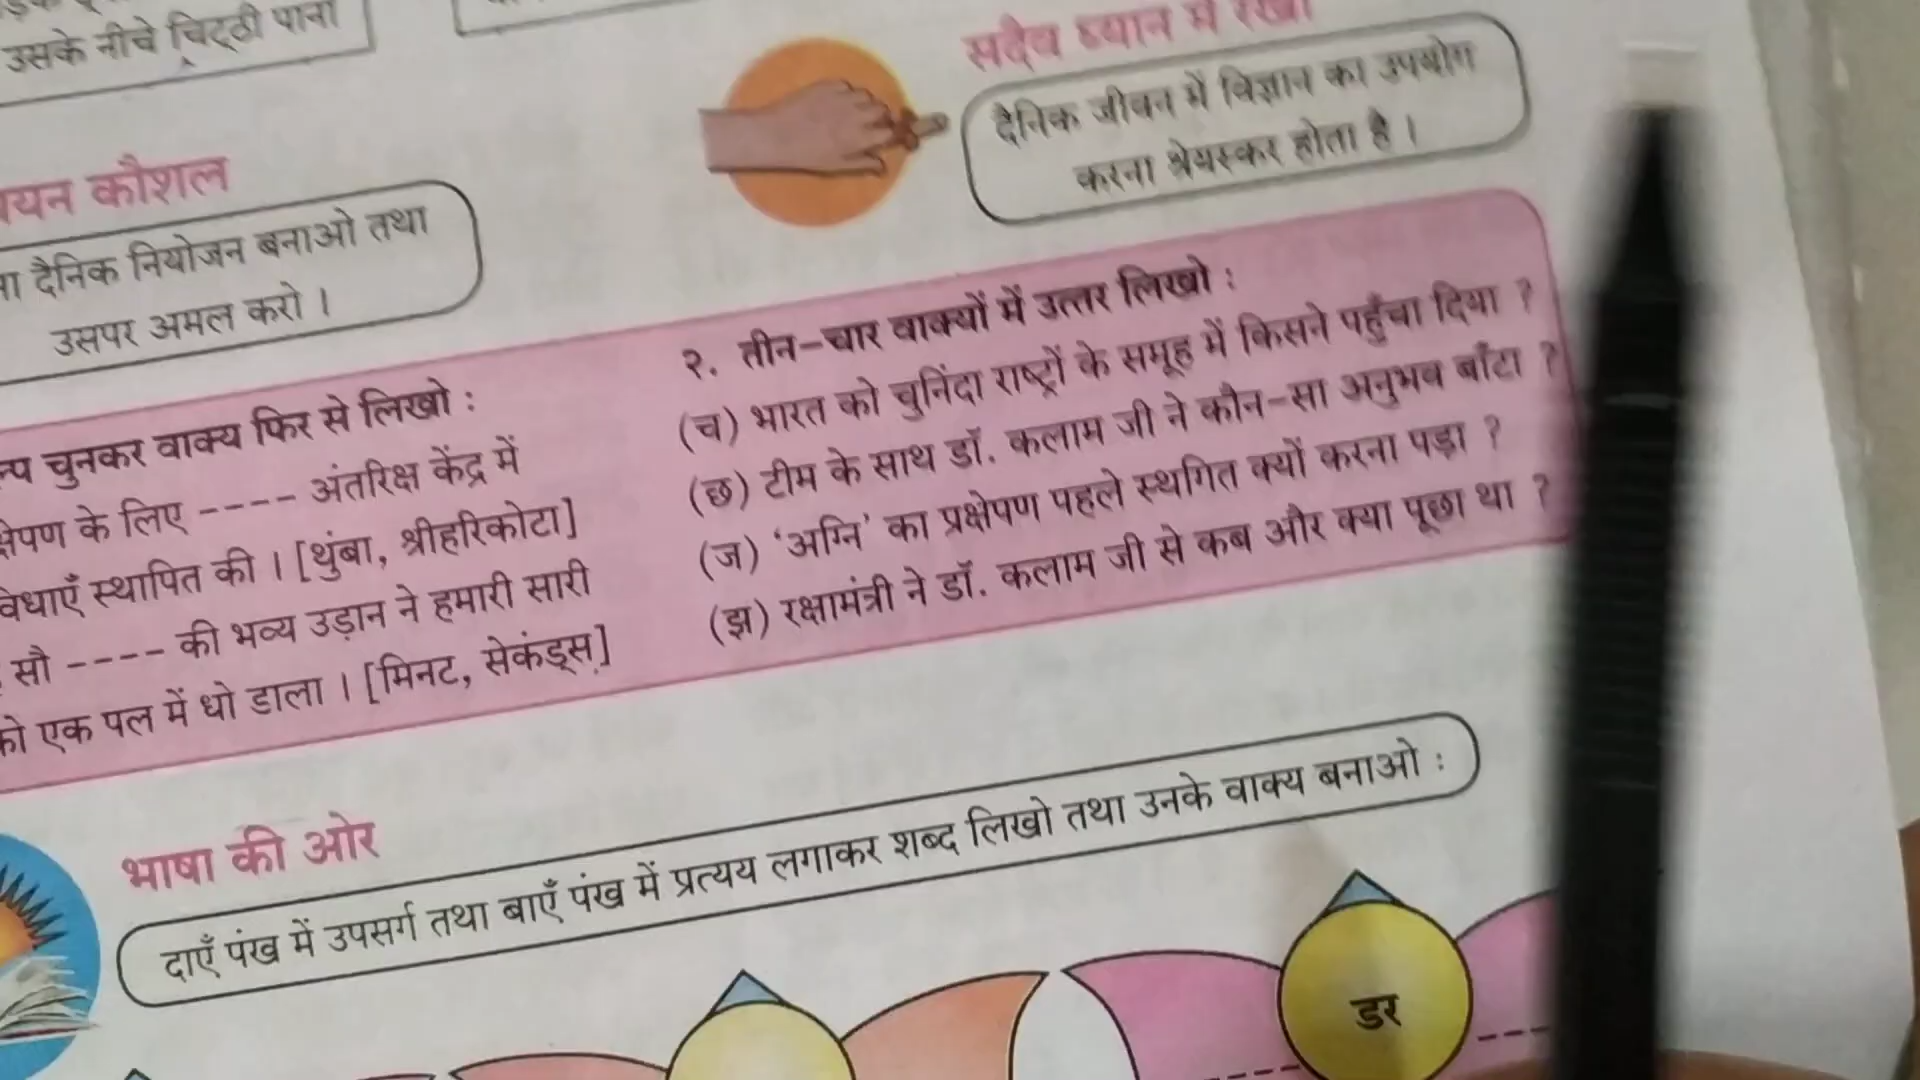 उसके नीचे चिट्ठी पाना
सदैव ध्यान में रखो
दैनिक जीवन में विज्ञान का उपयोग
करना श्रेयस्कर होता है ।
कौशल
दैनिक नियोजन बनाओ तथा
उसपर अमल करो ।
चुनकर वाक्य फिर से लिखो :
के लिए ---- अंतरिक्ष केंद्र में
स्थापित की । [थुंबा, श्रीहरिकोटा]
सौ ---- की भव्य उड़ान ने हमारी सारी
को एक पल में धो डाला । [मिनट, सेकंड्स]
२. तीन-चार वाक्यों में उत्तर लिखो :
(च) भारत को चुनिंदा राष्ट्रों के समूह में किसने पहुँचा दिया ?
(छ) टीम के साथ डॉ. कलाम जी ने कौन-सा अनुभव बाँटा ?
(ज) ‘अग्नि’ का प्रक्षेपण पहले स्थगित क्यों करना पड़ा ?
(झ) रक्षामंत्री ने डॉ. कलाम जी से कब और क्या पूछा था ?
भाषा की ओर
दाएँ पंख में उपसर्ग तथा बाएँ पंख में प्रत्यय लगाकर शब्द लिखो तथा उनके वाक्य बनाओ :
डर